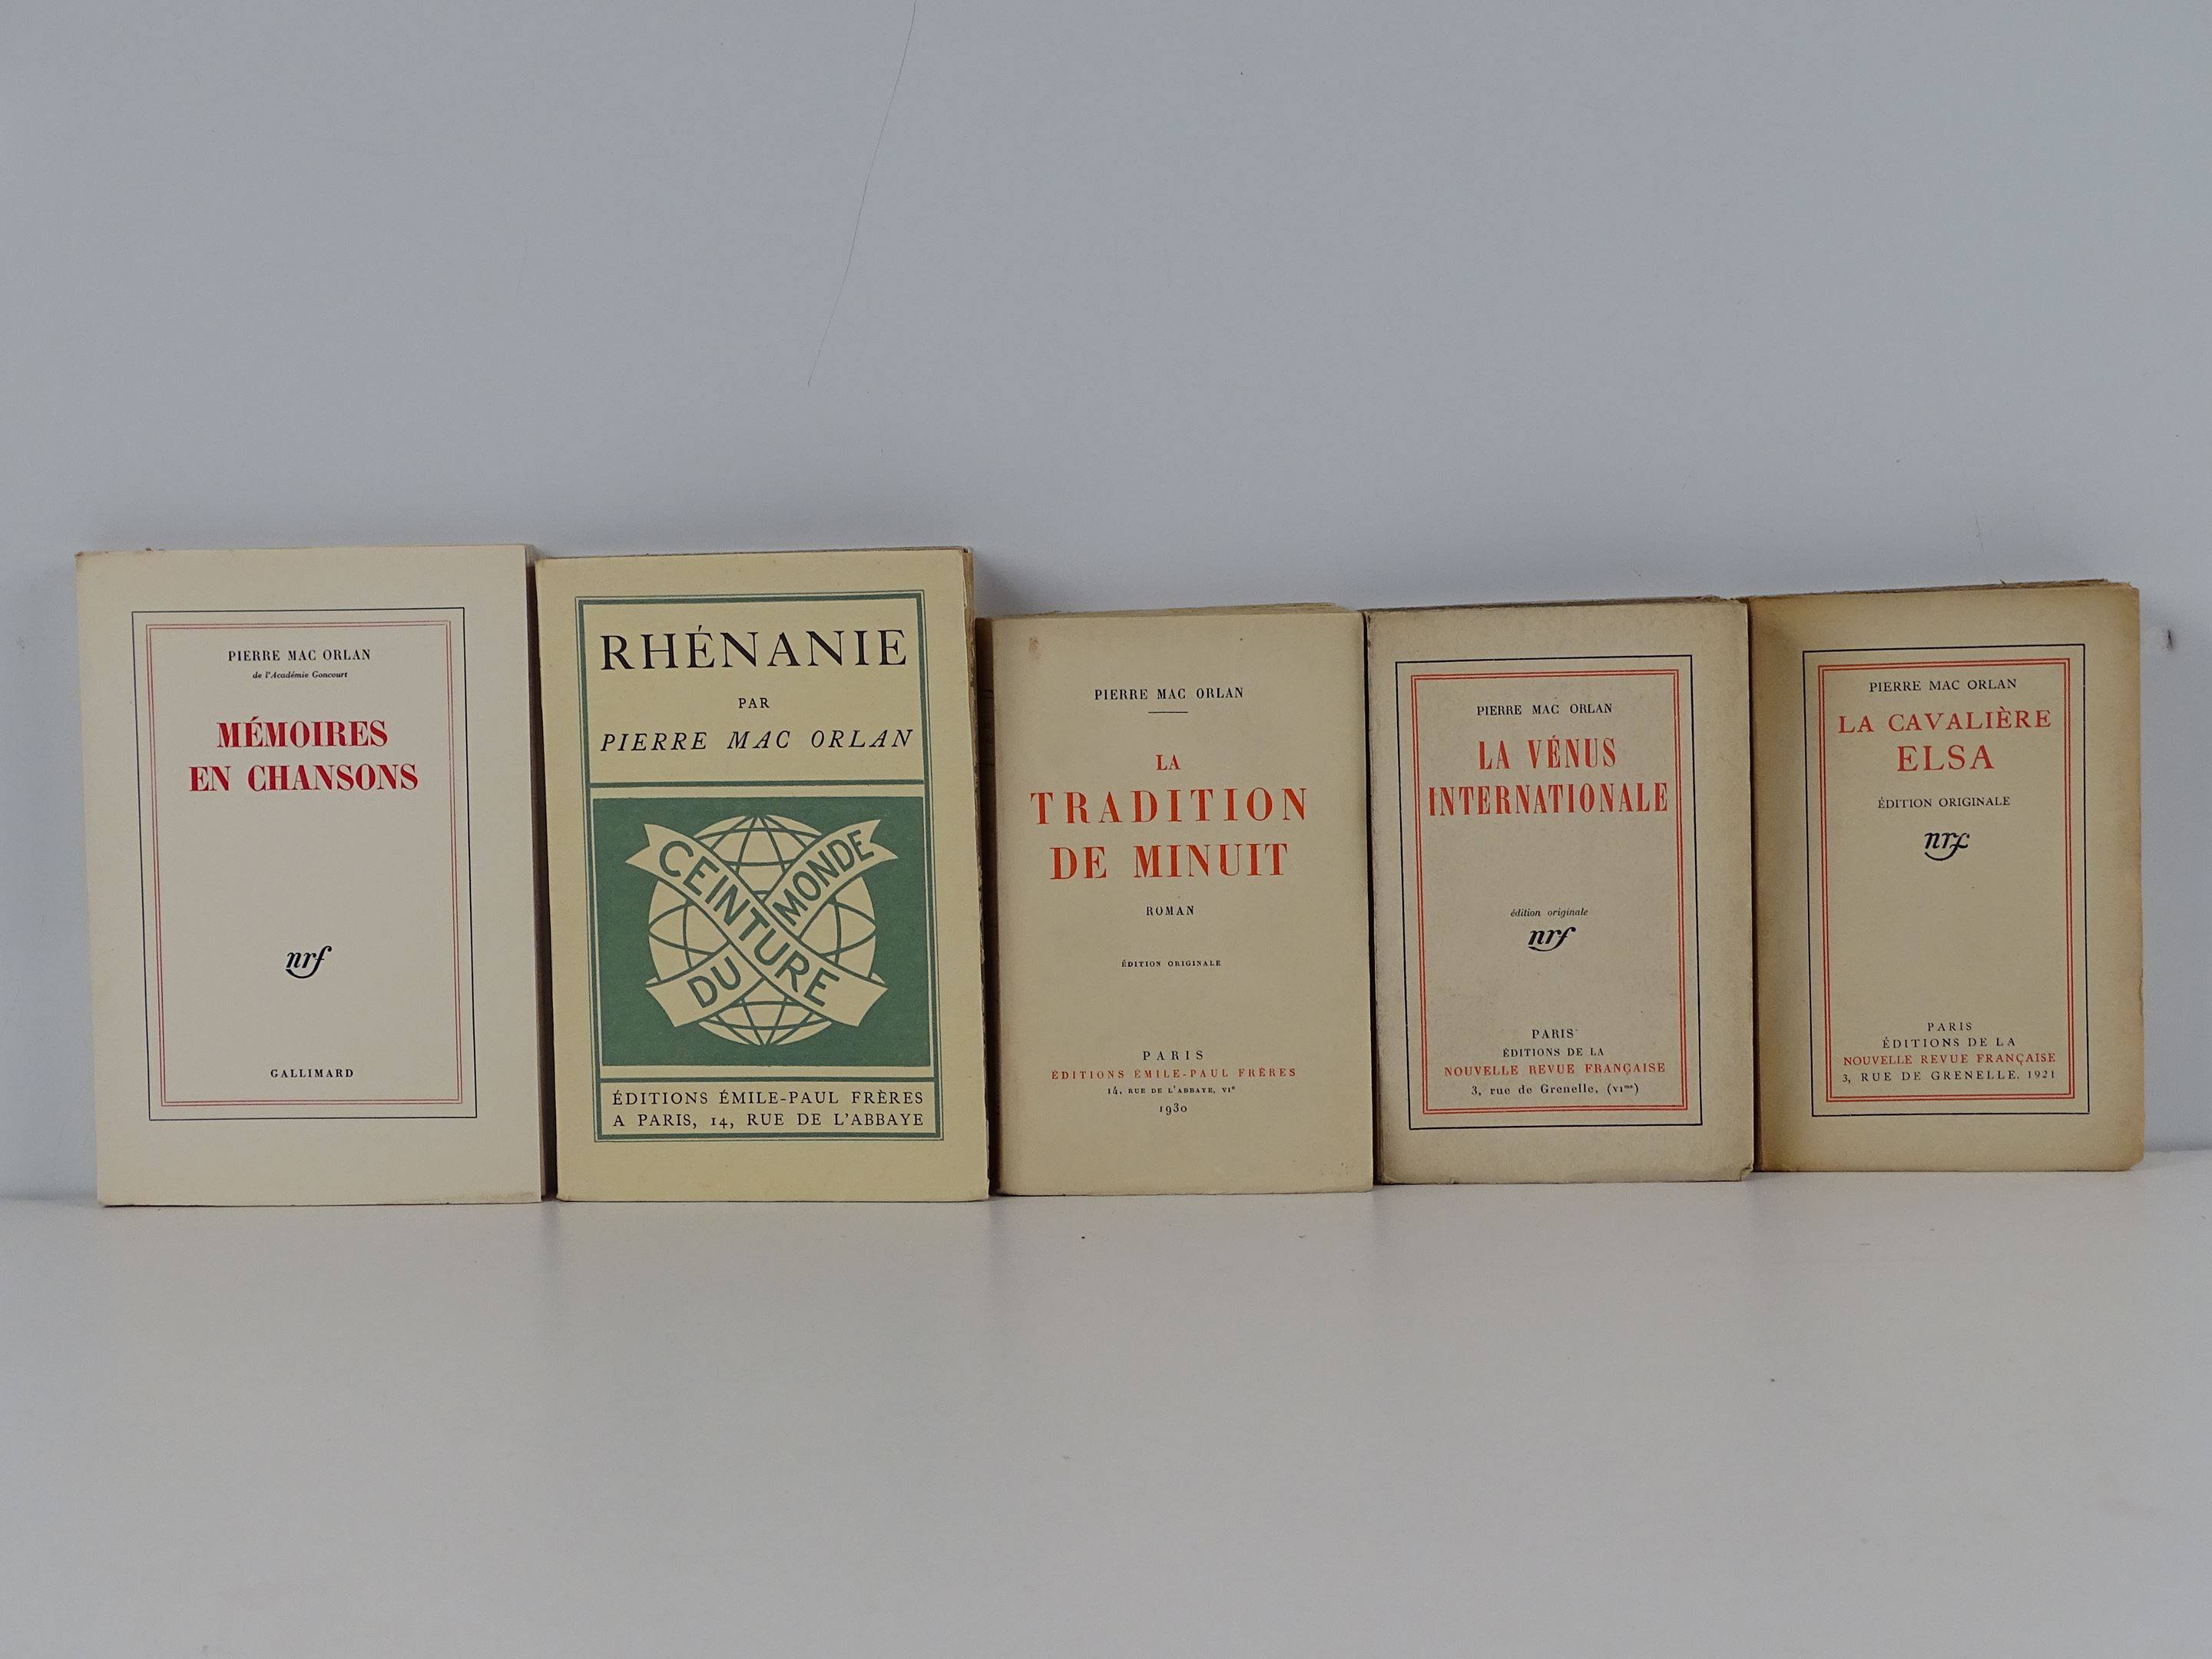 PIERRE MAC ORLAN
de l'Académie Goncourt
MÉMOIRES
EN CHANSONS
nrf
GALLIMARD
RHÉNANIE
PAR
PIERRE MAC ORLAN
CEINTURE
DU MONDE
ÉDITIONS ÉMILE-PAUL FRÈRES
A PARIS, 14, RUE DE L'ABBAYE
PIERRE MAC ORLAN
LA
TRADITION
DE MINUIT
ROMAN
ÉDITION ORIGINALE
PARIS
ÉDITIONS ÉMILE-PAUL FRÈRES
14, RUE DE L'ABBAYE, VIe
1930
PIERRE MAC ORLAN
LA VÉNUS
INTERNATIONALE
édition originale
nrf
PARIS
ÉDITIONS DE LA
NOUVELLE REVUE FRANÇAISE
3, rue de Grenelle, (VIme)
PIERRE MAC ORLAN
LA CAVALIÈRE
ELSA
ÉDITION ORIGINALE
nrf
PARIS
ÉDITIONS DE LA
NOUVELLE REVUE FRANÇAISE
3, RUE DE GRENELLE. 1921